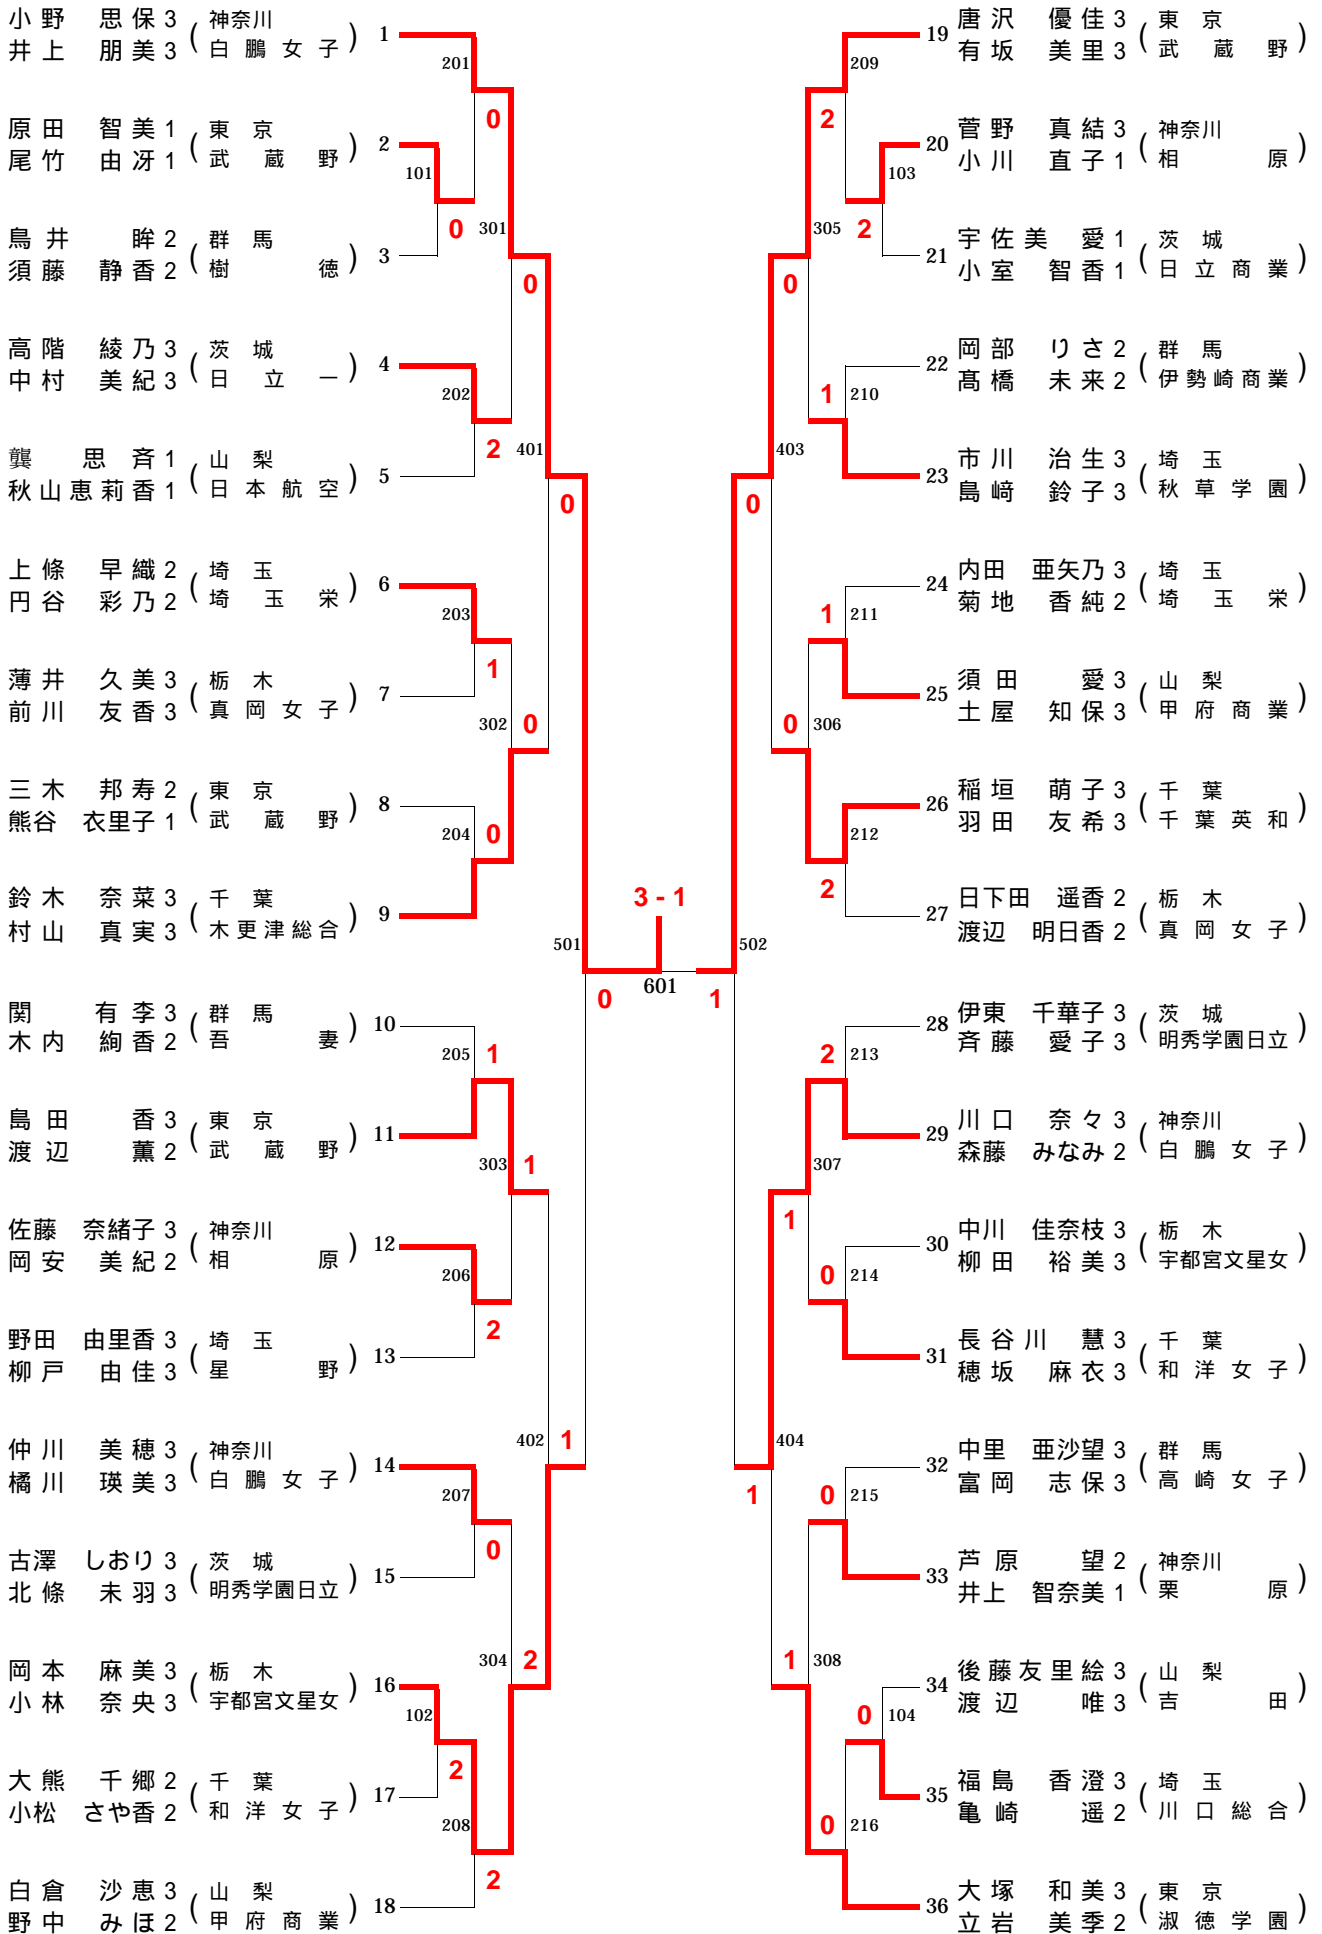 小野 思保 3 (神奈川
井上 朋美 3 白鵬女子) 1
原田 智美 1 (東京
尾竹 由冴 1 武蔵野) 2
鳥井 眸 2 (群馬
須藤 静香 2 樹徳) 3
高階 綾乃 3 (茨城
中村 美紀 3 日立一) 4
龔 思斉 1 (山梨
秋山恵莉香 1 日本航空) 5
上條 早織 2 (埼玉
円谷 彩乃 2 埼玉栄) 6
薄井 久美 3 (栃木
前川 友香 3 真岡女子) 7
三木 邦寿 2 (東京
熊谷 衣里子 1 武蔵野) 8
鈴木 奈菜 3 (千葉
村山 真実 3 木更津総合) 9
関 有李 3 (群馬
木内 絢香 2 吾妻) 10
島田 香 3 (東京
渡辺 薫 2 武蔵野) 11
佐藤 奈緒子 3 (神奈川
岡安 美紀 2 相原) 12
野田 由里香 3 (埼玉
柳戸 由佳 3 星野) 13
仲川 美穂 3 (神奈川
橘川 瑛美 3 白鵬女子) 14
古澤 しおり 3 (茨城
北條 未羽 3 明秀学園日立) 15
岡本 麻美 3 (栃木
小林 奈央 3 宇都宮文星女) 16
大熊 千郷 2 (千葉
小松 さや香 2 和洋女子) 17
白倉 沙恵 3 (山梨
野中 みほ 2 甲府商業) 18
201
0
101
0
301
0
202
2
401
0
203
1
302
0
204
0
501
0
205
1
303
1
206
2
402
1
207
0
304
2
102
2
208
2
3 - 1
601
209
2
103
2
305
0
210
1
403
0
211
1
306
0
212
2
502
1
213
2
307
1
214
0
404
1
215
0
308
1
104
0
216
0
19 唐沢 優佳 3 (東京
有坂 美里 3 武蔵野)
20 菅野 真結 3 (神奈川
小川 直子 1 相原)
21 宇佐美 愛 1 (茨城
小室 智香 1 日立商業)
22 岡部 りさ 2 (群馬
髙橋 未来 2 伊勢崎商業)
23 市川 治生 3 (埼玉
島﨑 鈴子 3 秋草学園)
24 内田 亜矢乃 3 (埼玉
菊地 香純 2 埼玉栄)
25 須田 愛 3 (山梨
土屋 知保 3 甲府商業)
26 稲垣 萌子 3 (千葉
羽田 友希 3 千葉英和)
27 日下田 遥香 2 (栃木
渡辺 明日香 2 真岡女子)
28 伊東 千華子 3 (茨城
斉藤 愛子 3 明秀学園日立)
29 川口 奈々 3 (神奈川
森藤 みなみ 2 白鵬女子)
30 中川 佳奈枝 3 (栃木
柳田 裕美 3 宇都宮文星女)
31 長谷川 慧 3 (千葉
穂坂 麻衣 3 和洋女子)
32 中里 亜沙望 3 (群馬
富岡 志保 3 高崎女子)
33 芦原 望 2 (神奈川
井上 智奈美 1 栗原)
34 後藤友里絵 3 (山梨
渡辺 唯 3 吉田)
35 福島 香澄 3 (埼玉
亀崎 遥 2 川口総合)
36 大塚 和美 3 (東京
立岩 美季 2 淑徳学園)